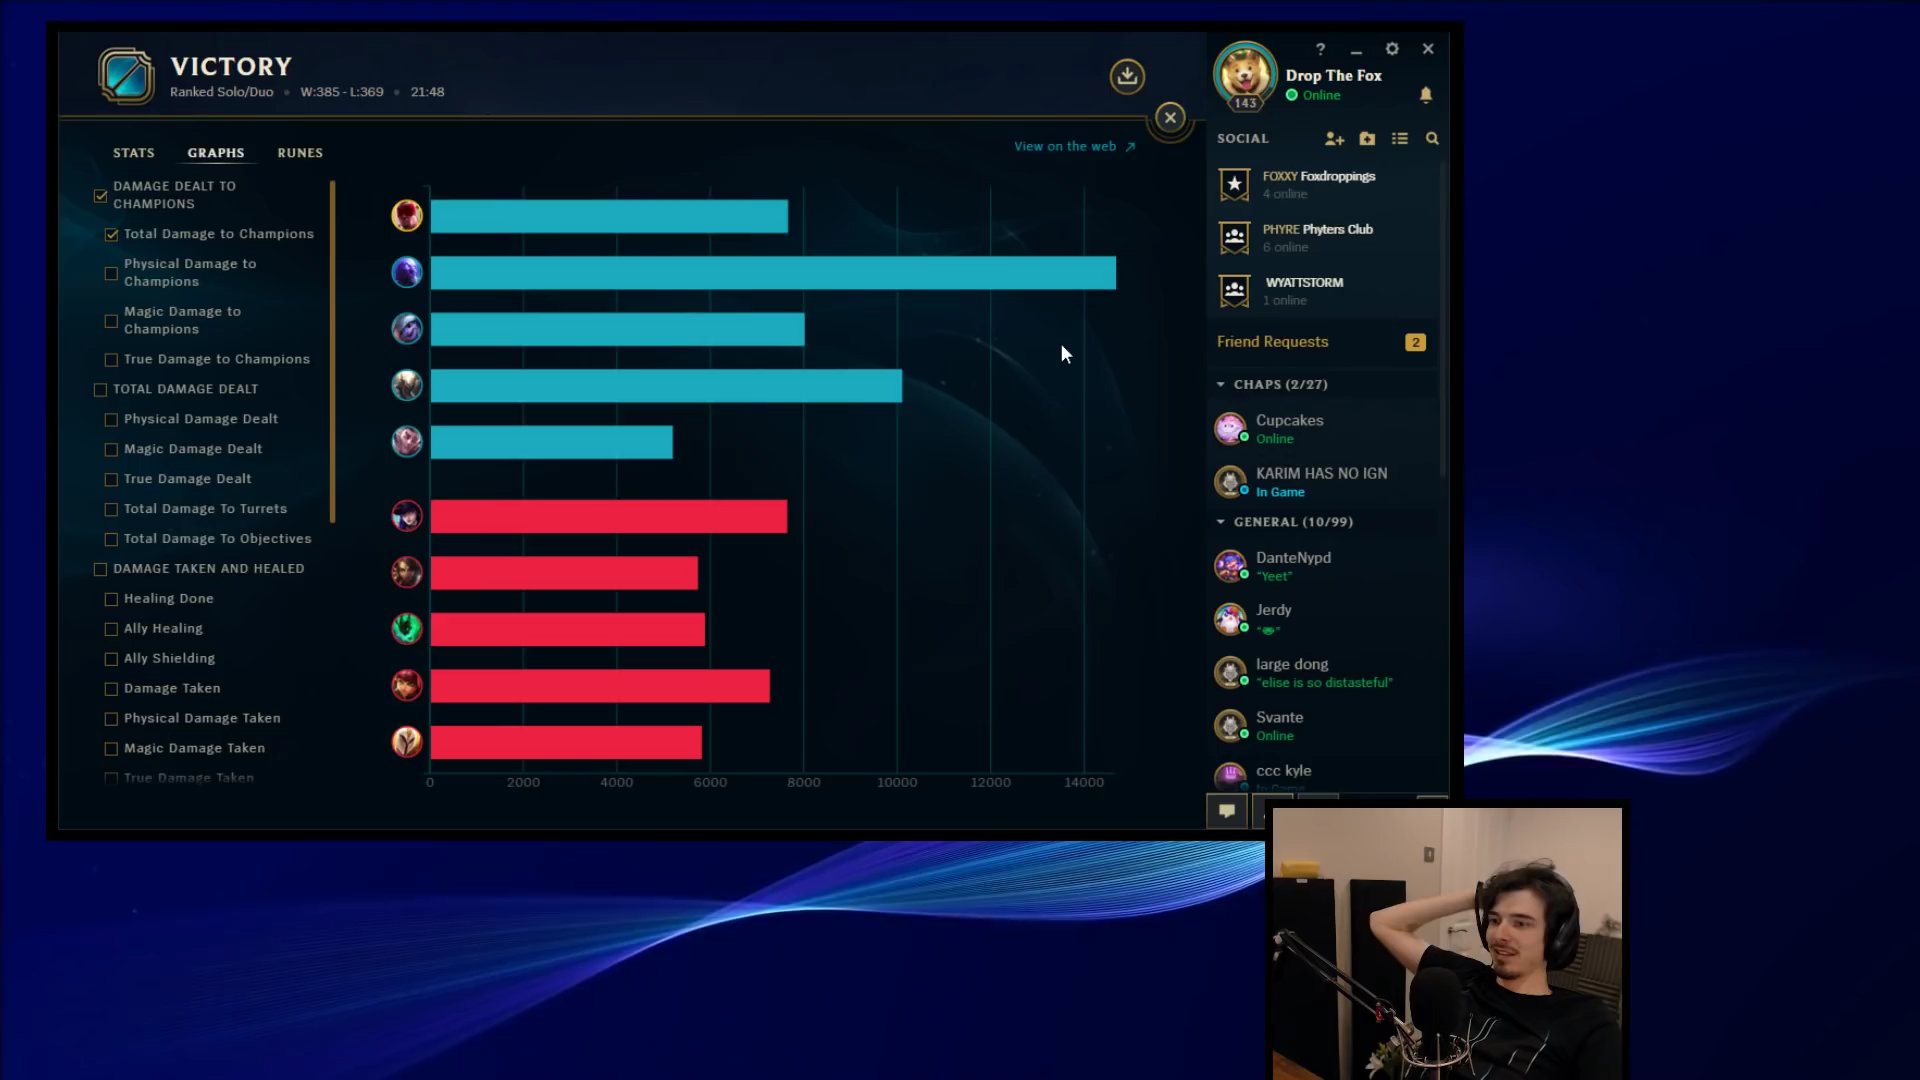 VICTORY
Ranked Solo/Duo • W:385 - L:369 • 21:48
STATS GRAPHS RUNES
View on the web
DAMAGE DEALT TO
CHAMPIONS
Total Damage to Champions
Physical Damage to
Champions
Magic Damage to
Champions
True Damage to Champions
TOTAL DAMAGE DEALT
Physical Damage Dealt
Magic Damage Dealt
True Damage Dealt
Total Damage To Turrets
Total Damage To Objectives
DAMAGE TAKEN AND HEALED
Healing Done
Ally Healing
Ally Shielding
Damage Taken
Physical Damage Taken
Magic Damage Taken
True Damage Taken
0 2000 4000 6000 8000 10000 12000 14000
?
Drop The Fox
143
Online
SOCIAL
FOXXY Foxdroppings
4 online
PHYRE Phyters Club
6 online
WYATTSTORM
1 online
Friend Requests 2
CHAPS (2/27)
Cupcakes
Online
KARIM HAS NO IGN
In Game
GENERAL (10/99)
DanteNypd
"Yeet"
Jerdy
large dong
"elise is so distasteful"
Svante
Online
ccc kyle
In Game